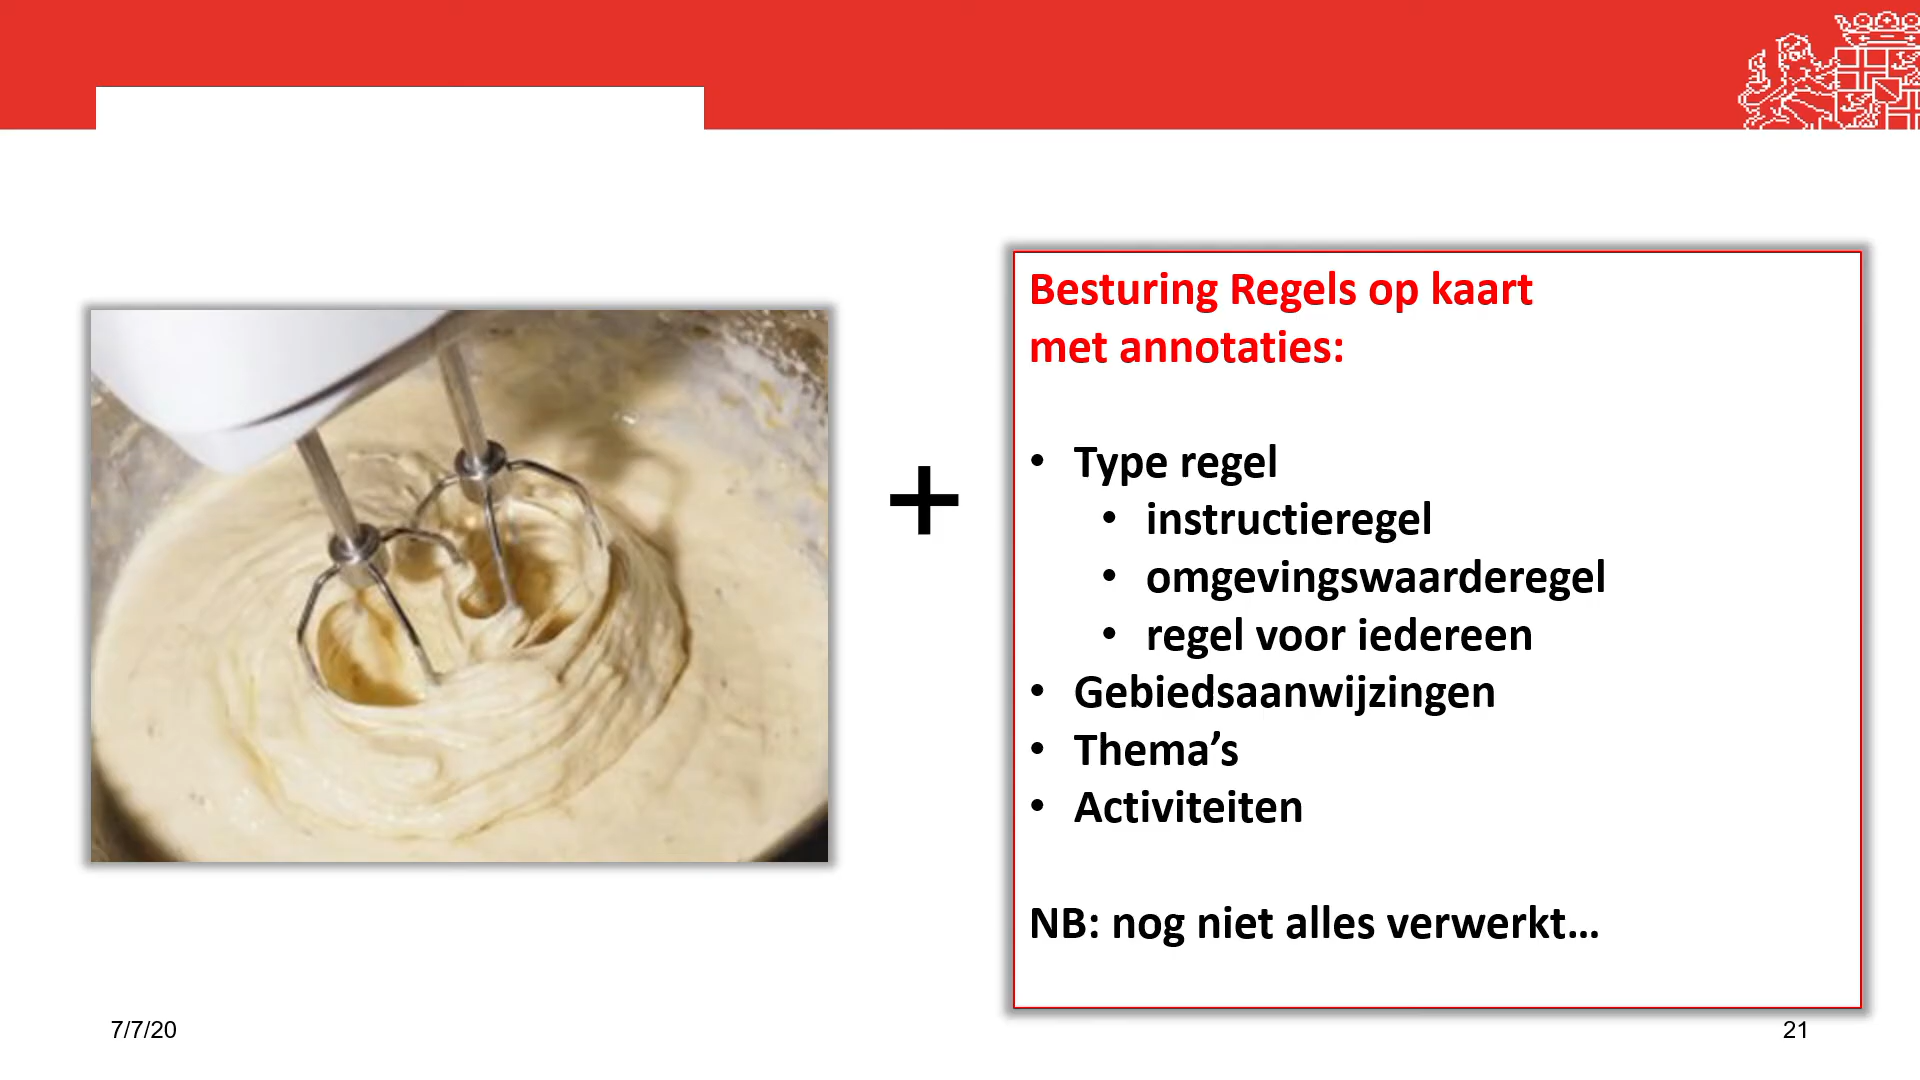 Besturing Regels op kaart
met annotaties:
• Type regel
• instructieregel
• omgevingswaarderegel
• regel voor iedereen
• Gebiedsaanwijzingen
• Thema’s
• Activiteiten
NB: nog niet alles verwerkt…
+
7/7/20
21